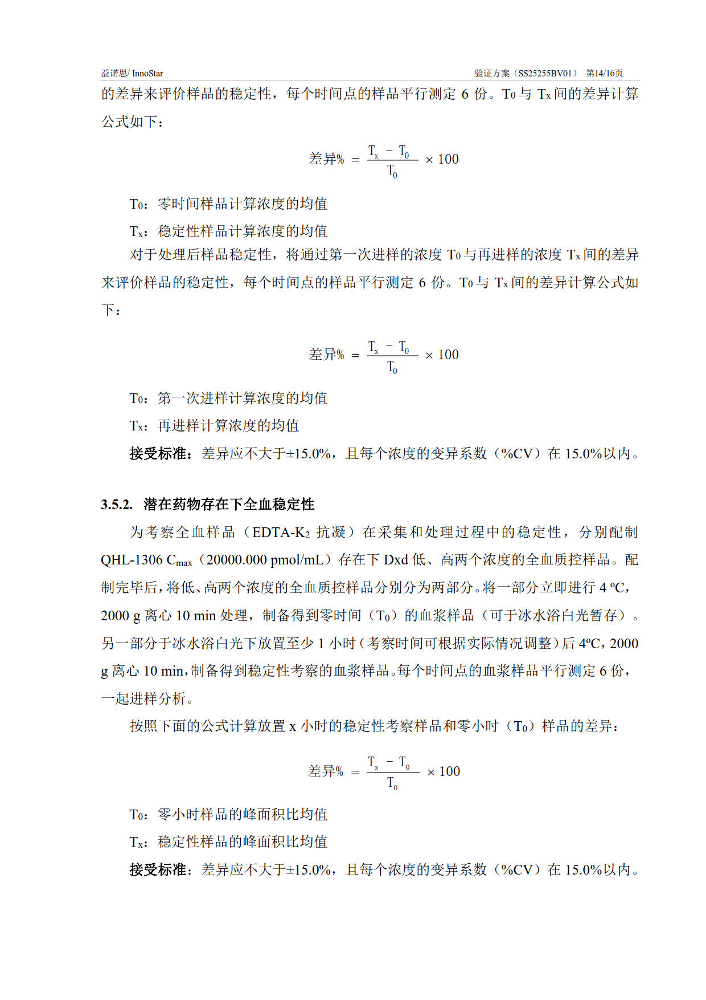 益诺思/ InnoStar 验证方案（SS25255BV01） 第14/16页
的差异来评价样品的稳定性，每个时间点的样品平行测定 6 份。T0 与 Tx 间的差异计算
公式如下：
差异% = (Tx − T0) / T0 × 100
T0：零时间样品计算浓度的均值
Tx：稳定性样品计算浓度的均值
对于处理后样品稳定性，将通过第一次进样的浓度 T0 与再进样的浓度 Tx 间的差异
来评价样品的稳定性，每个时间点的样品平行测定 6 份。T0 与 Tx 间的差异计算公式如
下：
差异% = (Tx − T0) / T0 × 100
T0：第一次进样计算浓度的均值
Tx：再进样计算浓度的均值
接受标准：差异应不大于±15.0%，且每个浓度的变异系数（%CV）在 15.0%以内。
3.5.2. 潜在药物存在下全血稳定性
为考察全血样品（EDTA-K2 抗凝）在采集和处理过程中的稳定性，分别配制
QHL-1306 Cmax（20000.000 pmol/mL）存在下 Dxd 低、高两个浓度的全血质控样品。配
制完毕后，将低、高两个浓度的全血质控样品分别分为两部分。将一部分立即进行 4 ºC，
2000 g 离心 10 min 处理，制备得到零时间（T0）的血浆样品（可于冰水浴白光暂存）。
另一部分于冰水浴白光下放置至少 1 小时（考察时间可根据实际情况调整）后 4ºC，2000
g 离心 10 min，制备得到稳定性考察的血浆样品。每个时间点的血浆样品平行测定 6 份，
一起进样分析。
按照下面的公式计算放置 x 小时的稳定性考察样品和零小时（T0）样品的差异：
差异% = (Tx − T0) / T0 × 100
T0：零小时样品的峰面积比均值
Tx：稳定性样品的峰面积比均值
接受标准：差异应不大于±15.0%，且每个浓度的变异系数（%CV）在 15.0%以内。